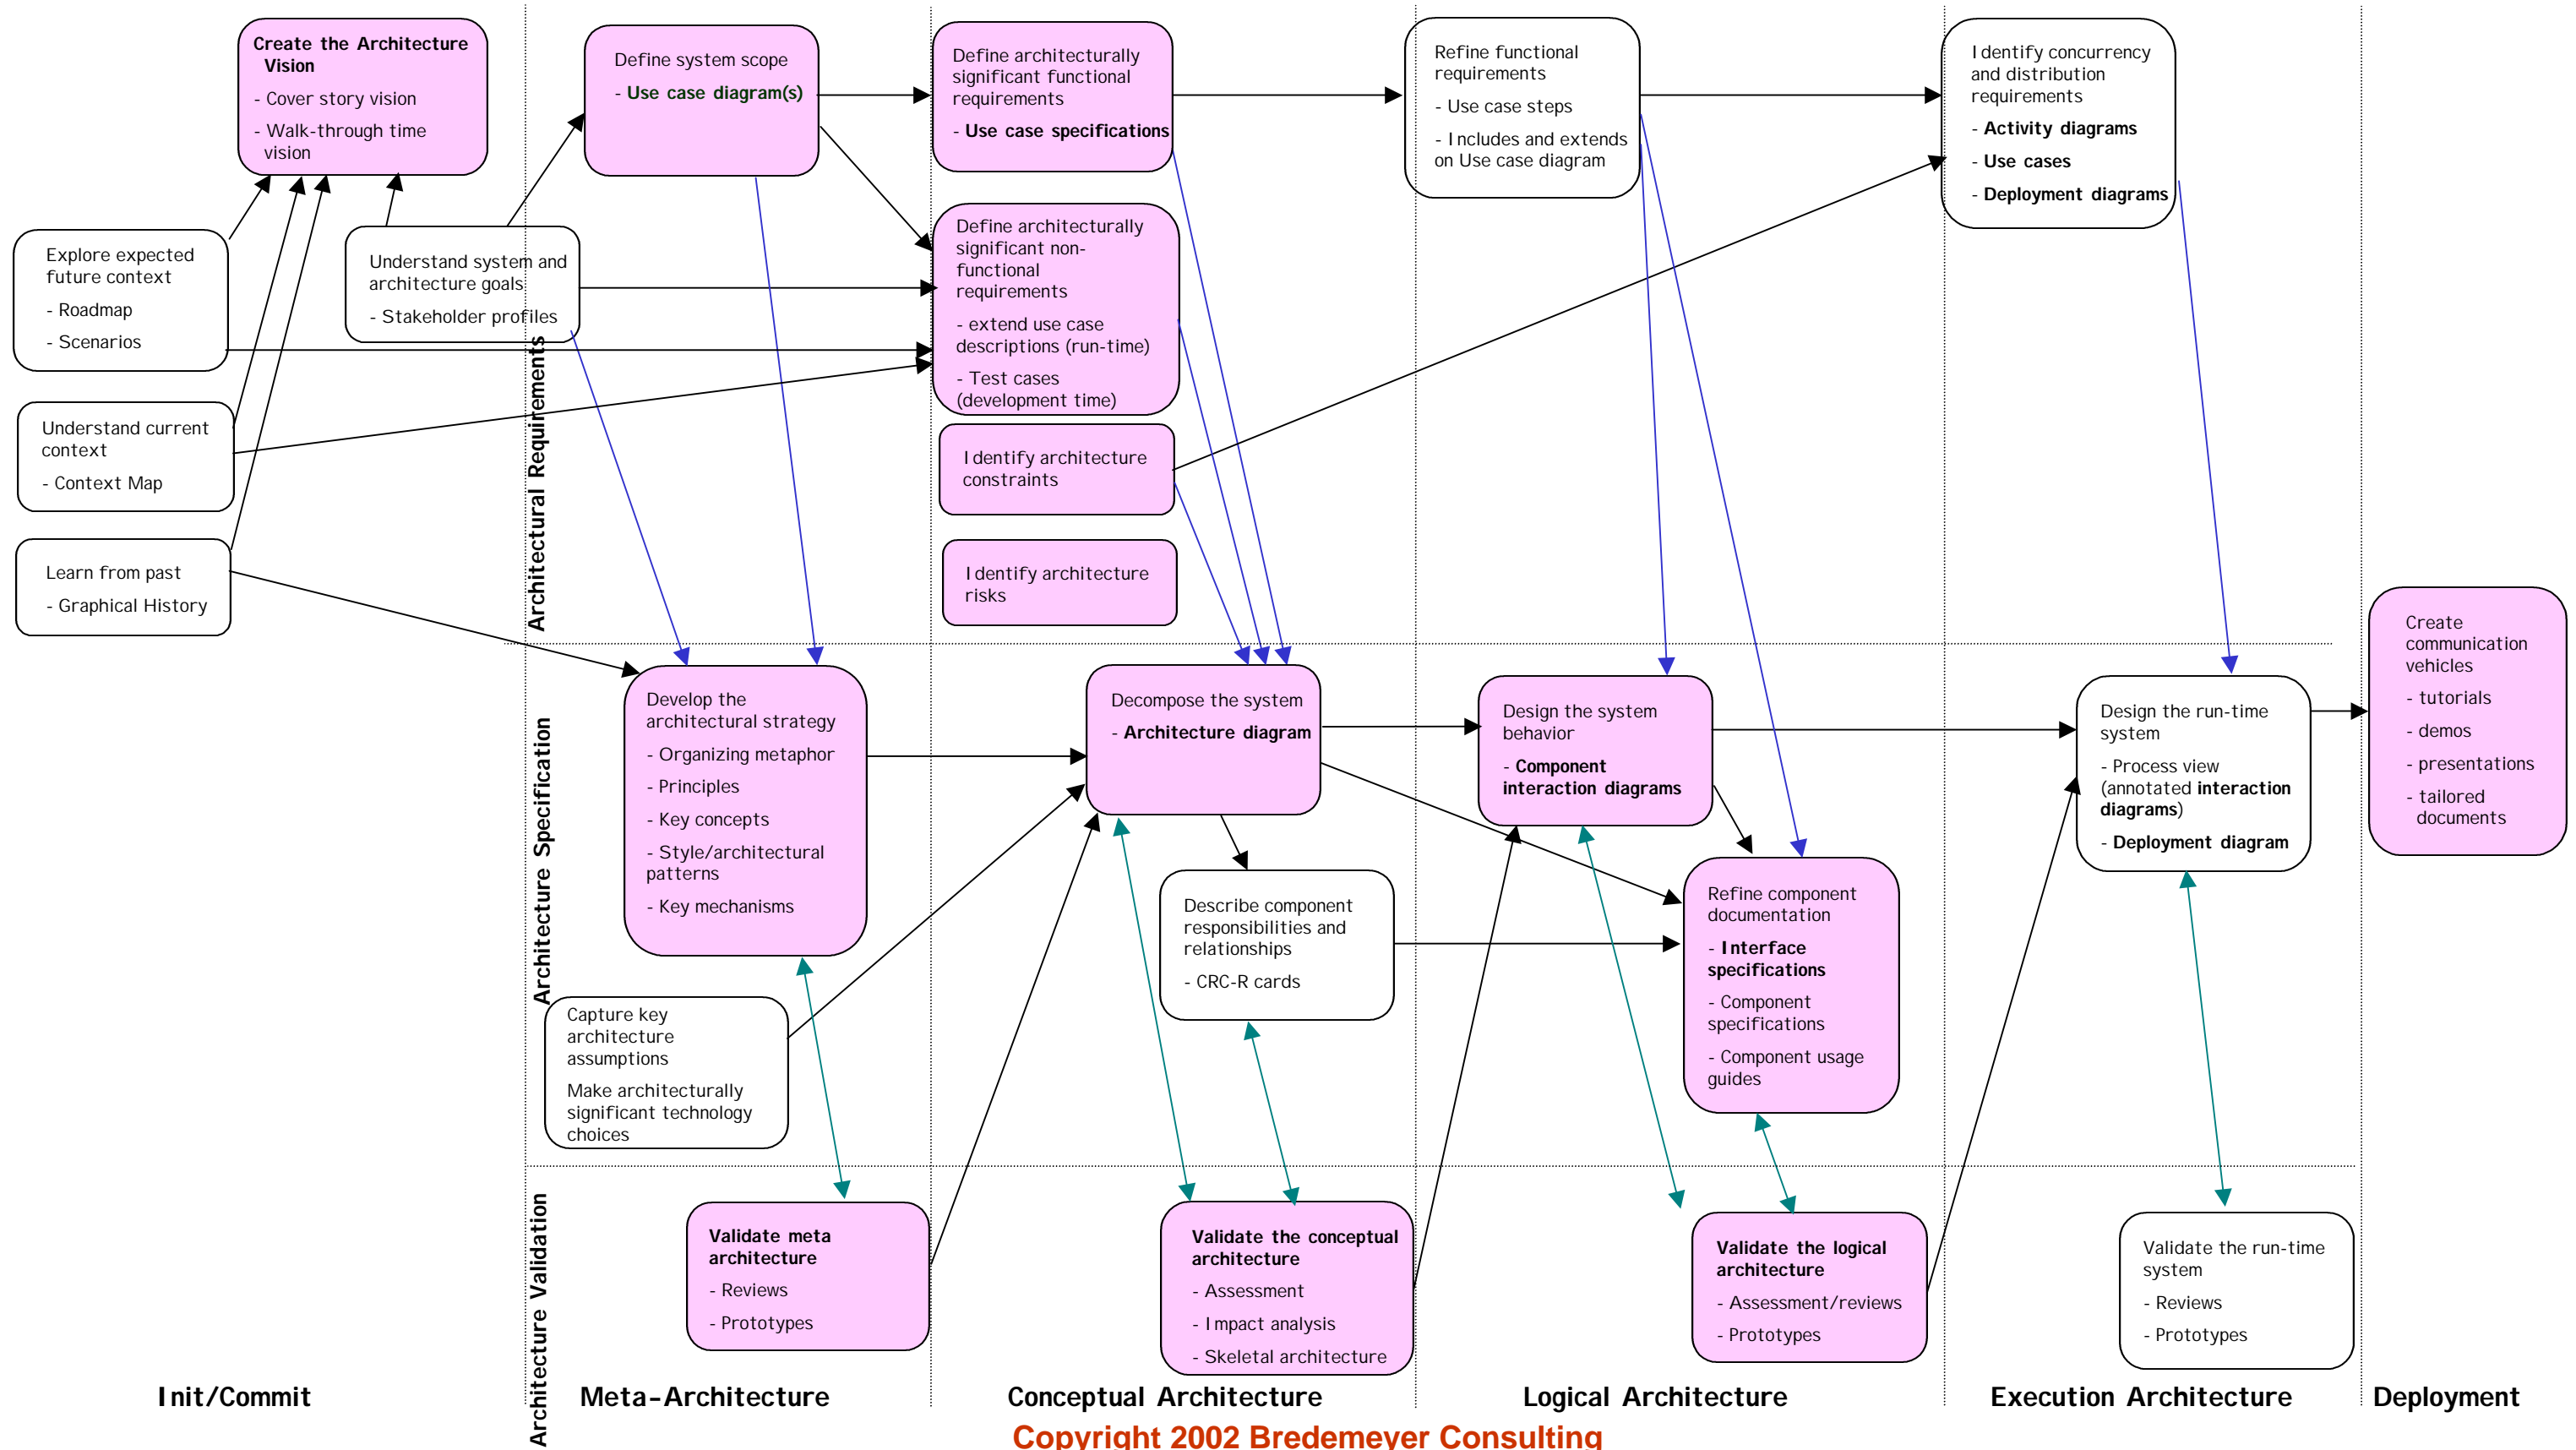 Create the Architecture
Vision
- Cover story vision
- Walk-through time
vision
Define system scope
- Use case diagram(s)
Define architecturally
significant functional
requirements
- Use case specifications
Refine functional
requirements
- Use case steps
- Includes and extends
on Use case diagram
Identify concurrency
and distribution
requirements
- Activity diagrams
- Use cases
- Deployment diagrams
Explore expected
future context
- Roadmap
- Scenarios
Understand system and
architecture goals
- Stakeholder profiles
Define architecturally
significant non-
functional
requirements
- extend use case
descriptions (run-time)
- Test cases
(development time)
Understand current
context
- Context Map
Identify architecture
constraints
Learn from past
- Graphical History
Identify architecture
risks
Architectural Requirements
Develop the
architectural strategy
- Organizing metaphor
- Principles
- Key concepts
- Style/architectural
patterns
- Key mechanisms
Decompose the system
- Architecture diagram
Design the system
behavior
- Component
interaction diagrams
Design the run-time
system
- Process view
(annotated interaction
diagrams)
- Deployment diagram
Create
communication
vehicles
- tutorials
- demos
- presentations
- tailored
documents
Describe component
responsibilities and
relationships
- CRC-R cards
Refine component
documentation
- Interface
specifications
- Component
specifications
- Component usage
guides
Capture key
architecture
assumptions
Make architecturally
significant technology
choices
Architecture Specification
Validate meta
architecture
- Reviews
- Prototypes
Validate the conceptual
architecture
- Assessment
- Impact analysis
- Skeletal architecture
Validate the logical
architecture
- Assessment/reviews
- Prototypes
Validate the run-time
system
- Reviews
- Prototypes
Architecture Validation
Init/Commit
Meta-Architecture
Conceptual Architecture
Logical Architecture
Execution Architecture
Deployment
Copyright 2002 Bredemeyer Consulting